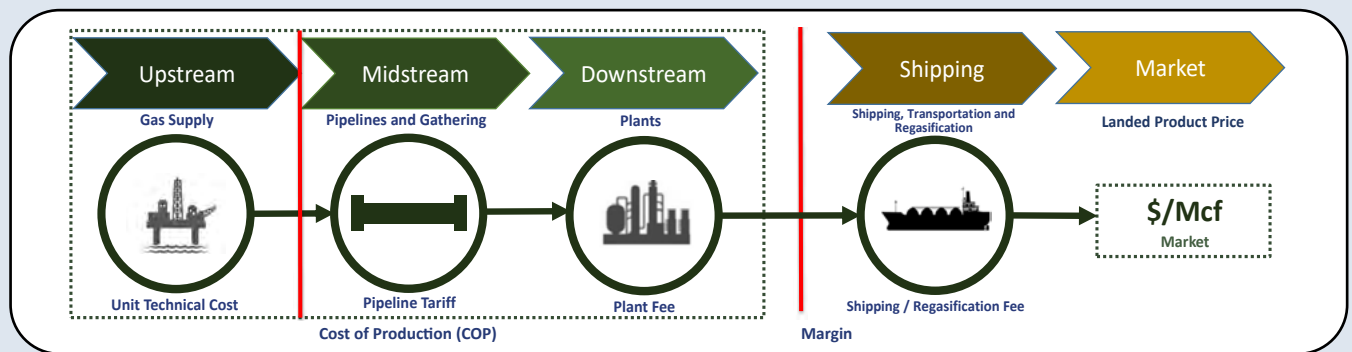 Upstream
Midstream
Downstream
Shipping
Market
Gas Supply
Pipelines and Gathering
Plants
Shipping, Transportation and
Regasification
Landed Product Price
$/Mcf
Market
Unit Technical Cost
Pipeline Tariff
Plant Fee
Shipping / Regasification Fee
Cost of Production (COP)
Margin